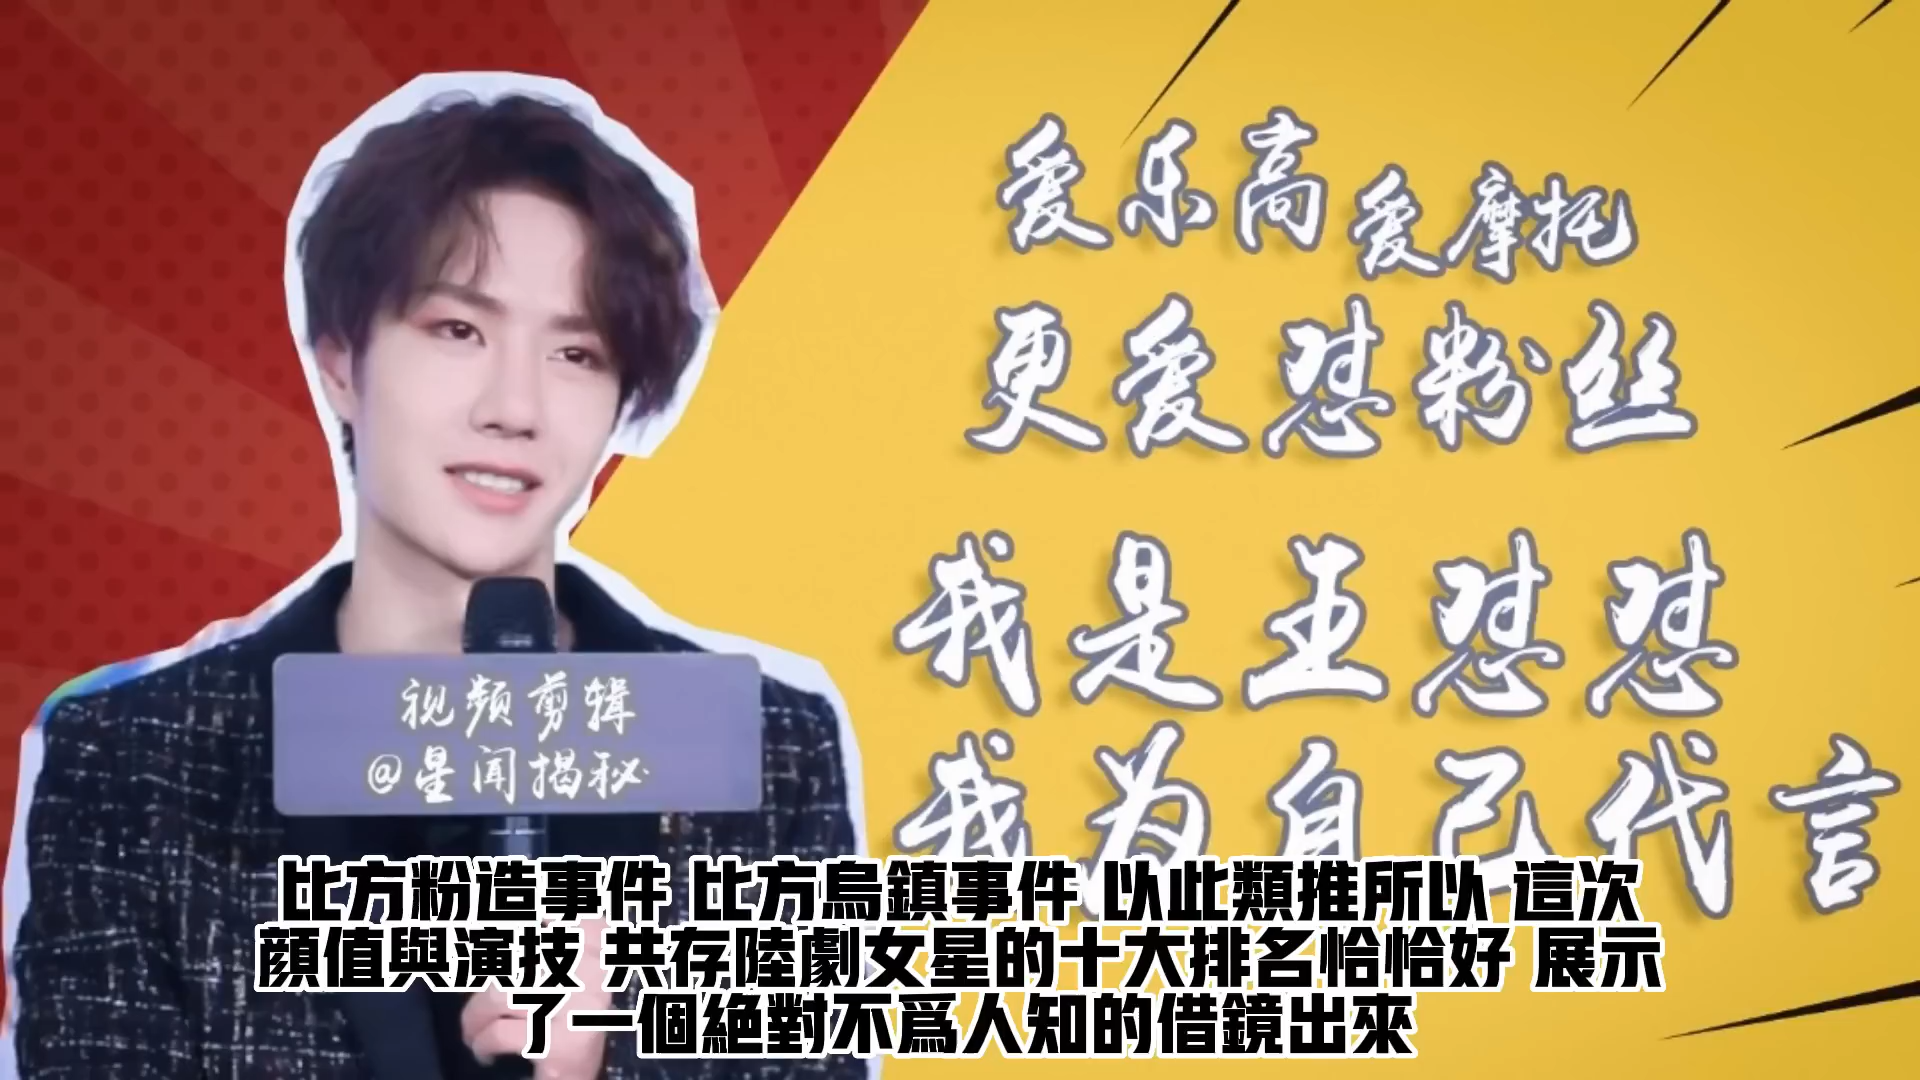 爱乐高爱摩托
更爱怼粉丝
我是王怼怼
我为自己代言
视频剪辑
@星闻揭秘
比方粉造事件 比方烏鎮事件 以此類推所以 這次
顔值與演技 共存陸劇女星的十大排名恰恰好 展示
了一個絕對不爲人知的借鏡出來